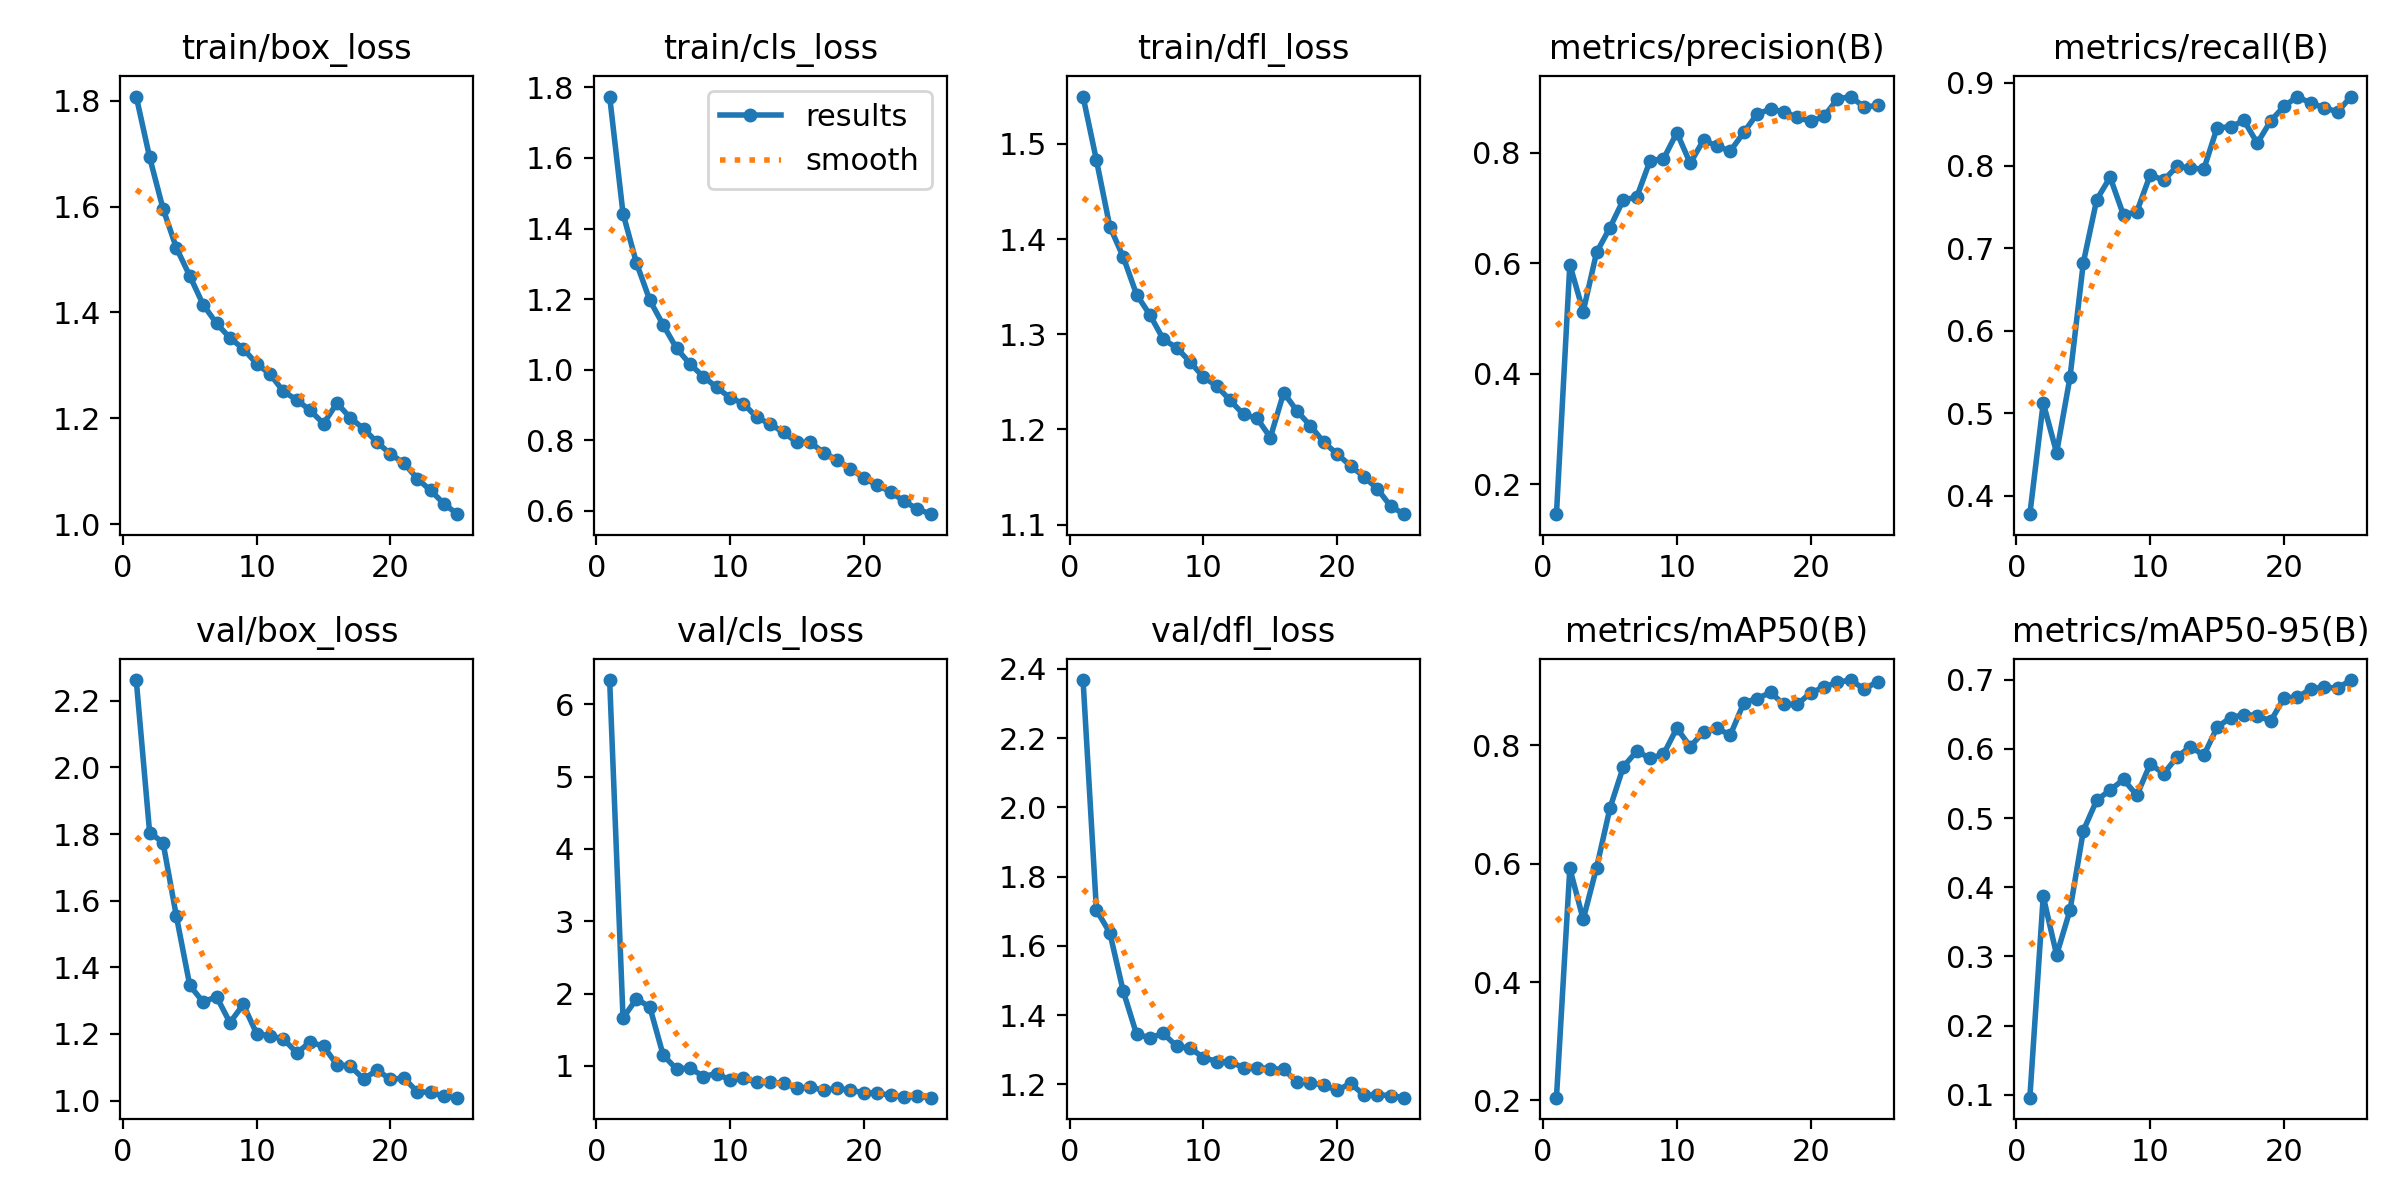 train/box_loss
1.8
1.6
1.4
1.2
1.0
0 10 20
train/cls_loss
results
smooth
1.8
1.6
1.4
1.2
1.0
0.8
0.6
0 10 20
train/dfl_loss
1.5
1.4
1.3
1.2
1.1
0 10 20
metrics/precision(B)
0.8
0.6
0.4
0.2
0 10 20
metrics/recall(B)
0.9
0.8
0.7
0.6
0.5
0.4
0 10 20
val/box_loss
2.2
2.0
1.8
1.6
1.4
1.2
1.0
0 10 20
val/cls_loss
6
5
4
3
2
1
0 10 20
val/dfl_loss
2.4
2.2
2.0
1.8
1.6
1.4
1.2
0 10 20
metrics/mAP50(B)
0.8
0.6
0.4
0.2
0 10 20
metrics/mAP50-95(B)
0.7
0.6
0.5
0.4
0.3
0.2
0.1
0 10 20